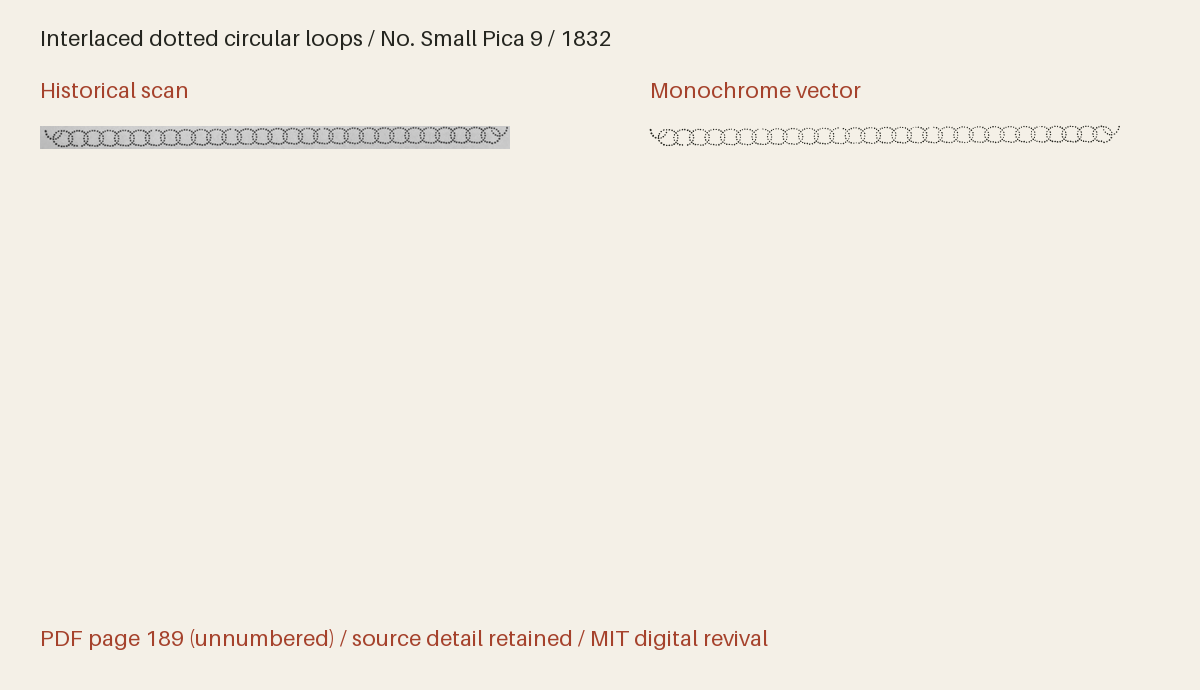 Interlaced dotted circular loops / No. Small Pica 9 / 1832
Historical scan
Monochrome vector
PDF page 189 (unnumbered) / source detail retained / MIT digital revival